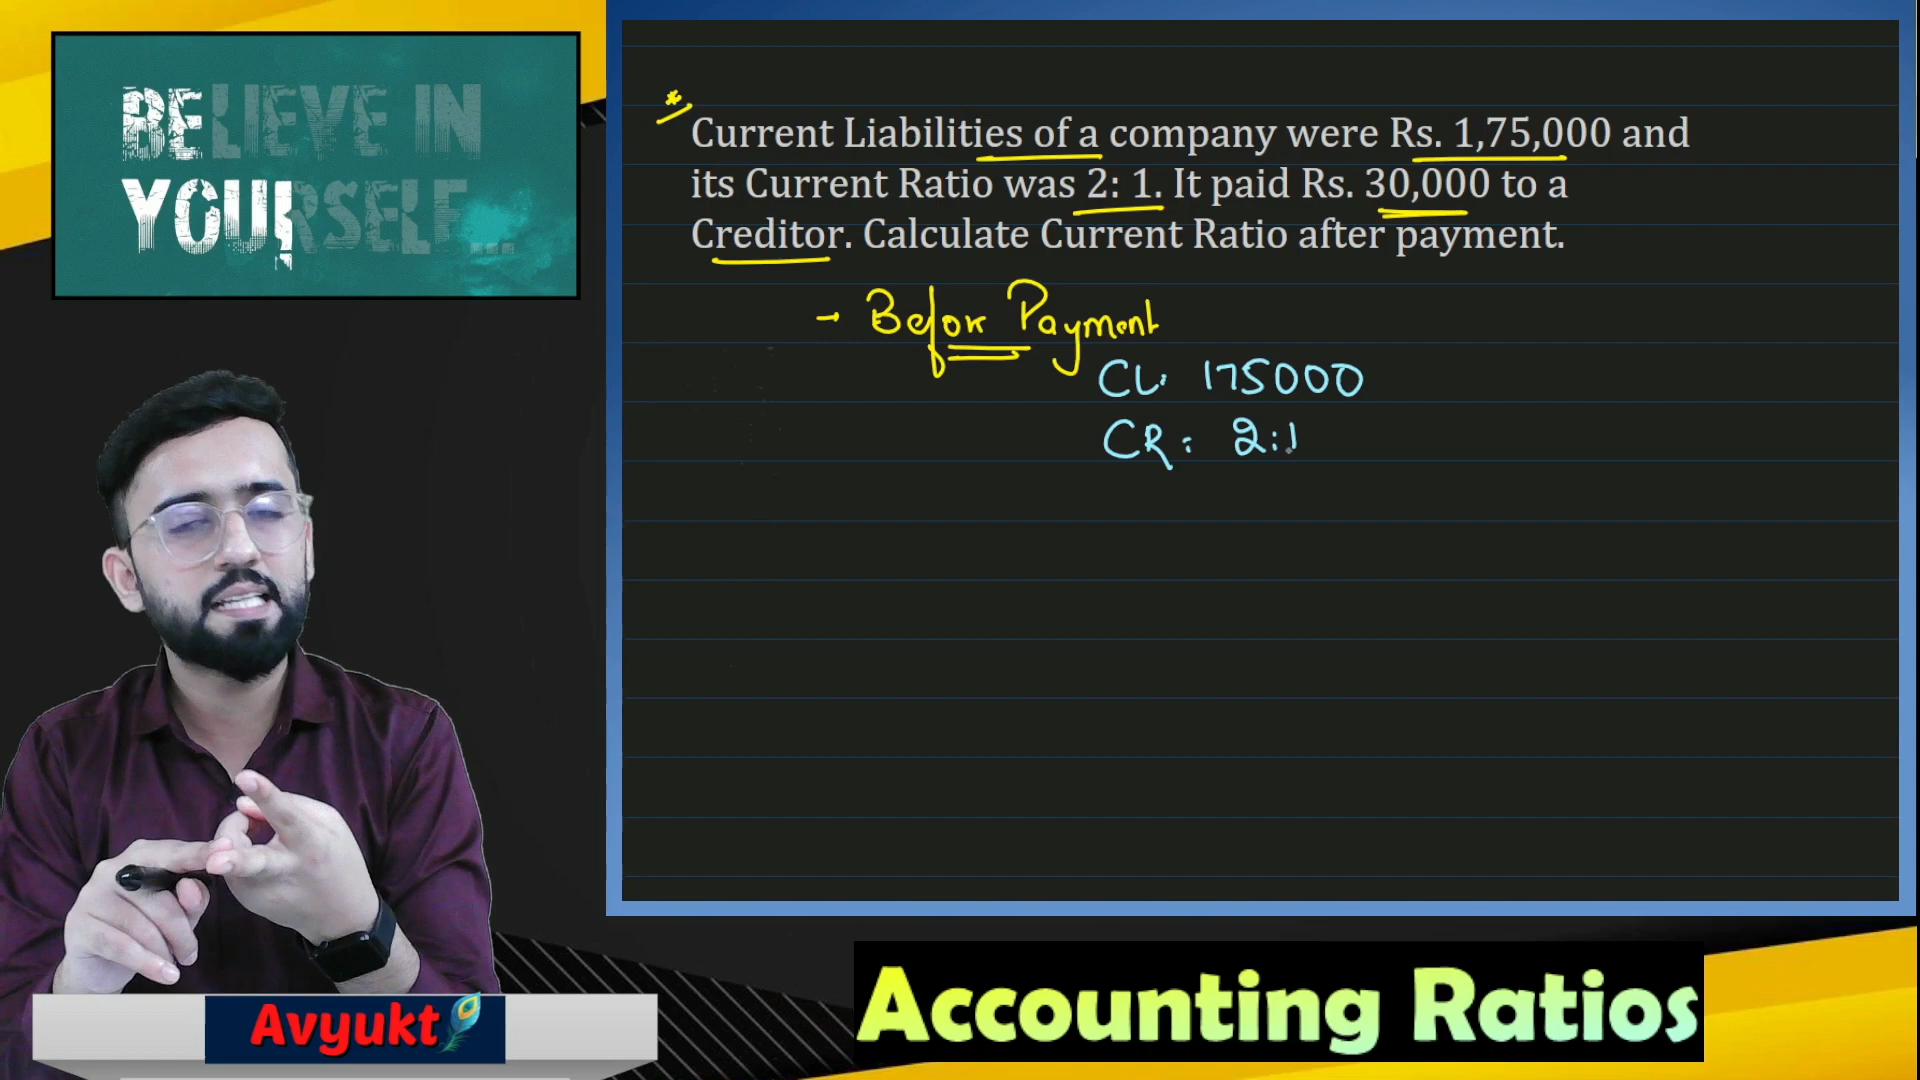 BELIEVE IN
YOURSELF...
Current Liabilities of a company were Rs. 1,75,000 and
its Current Ratio was 2: 1. It paid Rs. 30,000 to a
Creditor. Calculate Current Ratio after payment.
→ Before Payment
CL: 175000
CR: 2:1
Avyukt
Accounting Ratios